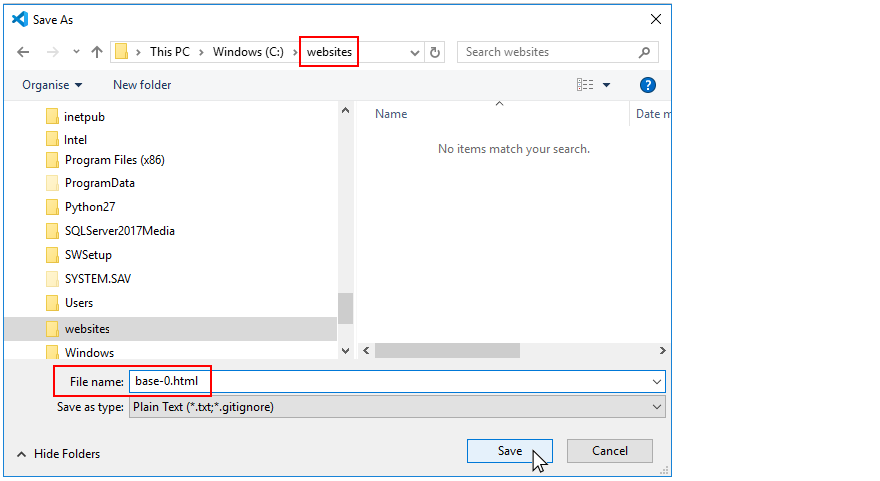 Save As
This PC > Windows (C:) > websites
Search websites
Organise
New folder
?
Name
Date m
No items match your search.
inetpub
Intel
Program Files (x86)
ProgramData
Python27
SQLServer2017Media
SWSetup
SYSTEM.SAV
Users
websites
Windows
File name: base-0.html
Save as type: Plain Text (*.txt;*.gitignore)
Hide Folders
Save
Cancel